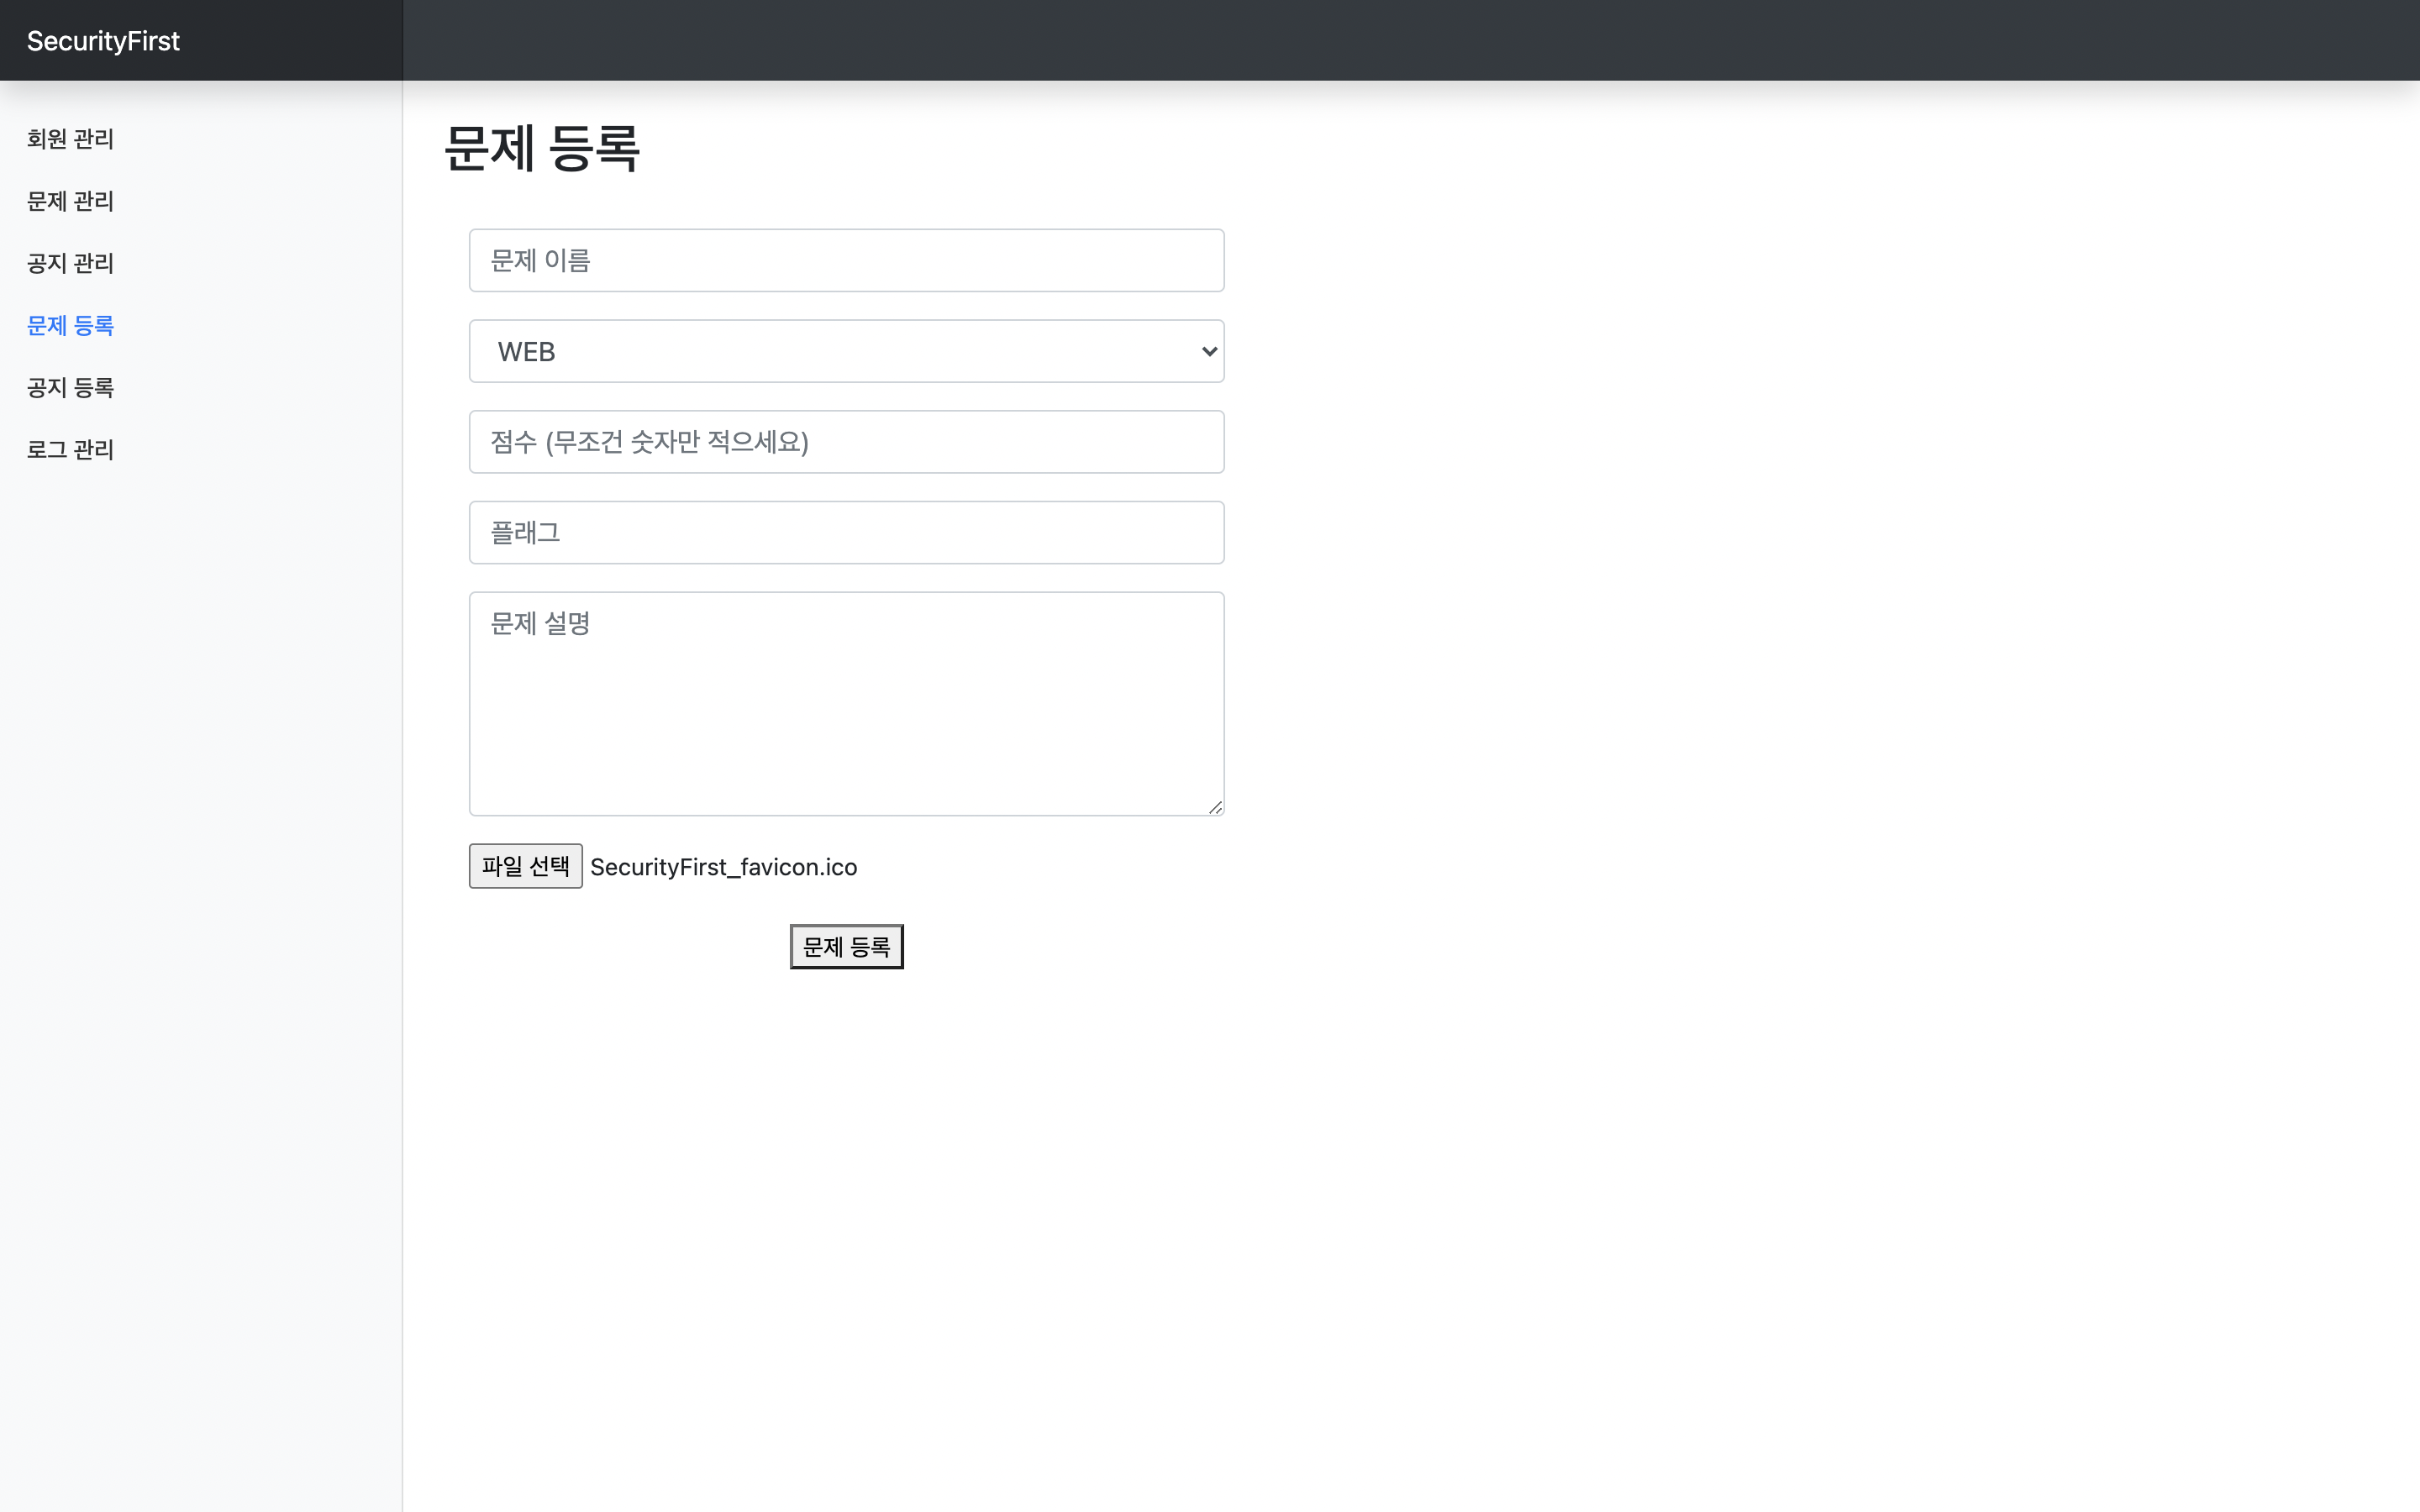 SecurityFirst
회원 관리
문제 관리
공지 관리
문제 등록
공지 등록
로그 관리
문제 등록
문제 이름
WEB
점수 (무조건 숫자만 적으세요)
플래그
문제 설명
파일 선택 SecurityFirst_favicon.ico
문제 등록